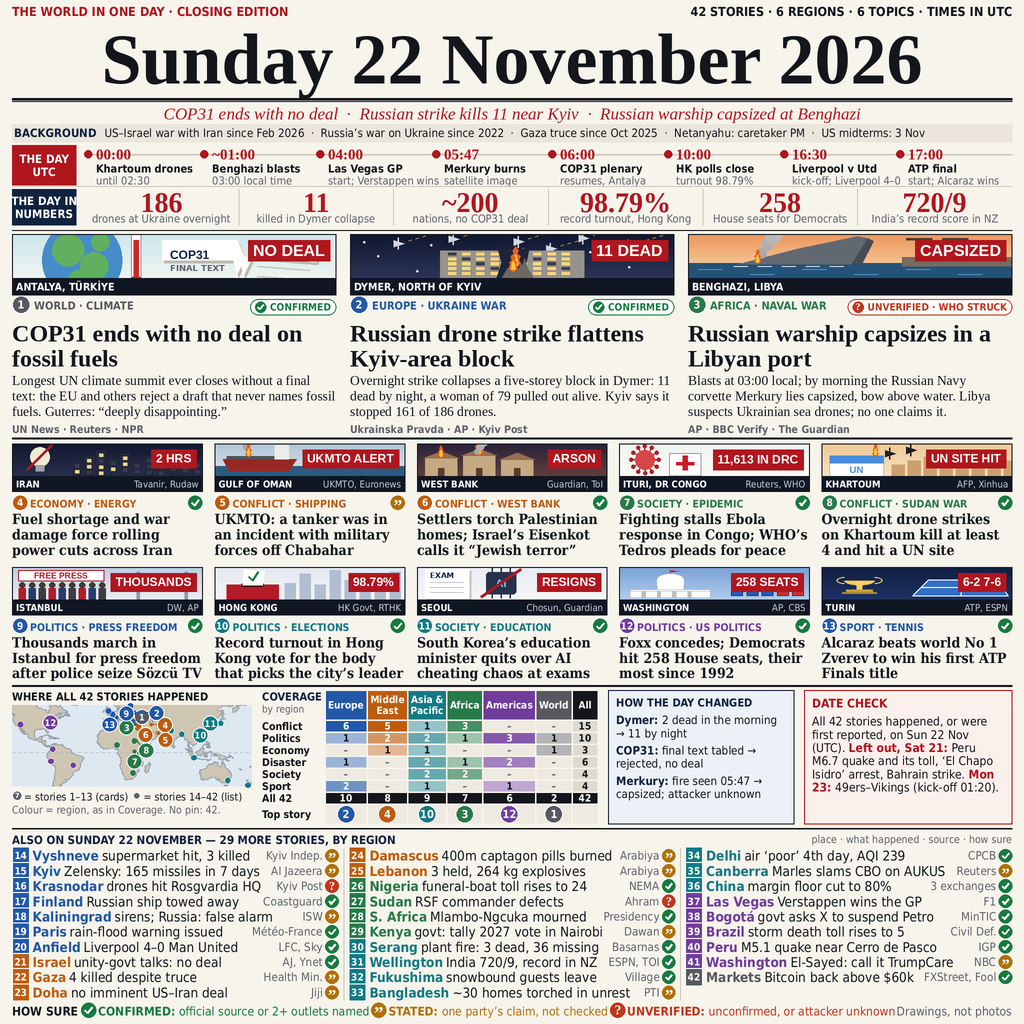 THE WORLD IN ONE DAY · CLOSING EDITION
42 STORIES · 6 REGIONS · 6 TOPICS · TIMES IN UTC
Sunday 22 November 2026
COP31 ends with no deal · Russian strike kills 11 near Kyiv · Russian warship capsized at Benghazi
BACKGROUND US–Israel war with Iran since Feb 2026 · Russia's war on Ukraine since 2022 · Gaza truce since Oct 2025 · Netanyahu: caretaker PM · US midterms: 3 Nov
THE DAY UTC
00:00 Khartoum drones until 02:30
~01:00 Benghazi blasts 03:00 local time
04:00 Las Vegas GP start; Verstappen wins
05:47 Merkury burns satellite image
06:00 COP31 plenary resumes, Antalya
10:00 HK polls close turnout 98.79%
16:30 Liverpool v Utd kick-off; Liverpool 4–0
17:00 ATP final start; Alcaraz wins
THE DAY IN NUMBERS
186 drones at Ukraine overnight
11 killed in Dymer collapse
~200 nations, no COP31 deal
98.79% record turnout, Hong Kong
258 House seats for Democrats
720/9 India's record score in NZ
COP31
FINAL TEXT
NO DEAL
ANTALYA, TÜRKİYE
1 WORLD · CLIMATE CONFIRMED
COP31 ends with no deal on
fossil fuels
Longest UN climate summit ever closes without a final
text: the EU and others reject a draft that never names fossil
fuels. Guterres: “deeply disappointing.”
UN News · Reuters · NPR
11 DEAD
DYMER, NORTH OF KYIV
2 EUROPE · UKRAINE WAR CONFIRMED
Russian drone strike flattens
Kyiv-area block
Overnight strike collapses a five-storey block in Dymer: 11
dead by night, a woman of 79 pulled out alive. Kyiv says it
stopped 161 of 186 drones.
Ukrainska Pravda · AP · Kyiv Post
CAPSIZED
BENGHAZI, LIBYA
3 AFRICA · NAVAL WAR ? UNVERIFIED · WHO STRUCK
Russian warship capsizes in a
Libyan port
Blasts at 03:00 local; by morning the Russian Navy
corvette Merkury lies capsized, bow above water. Libya
suspects Ukrainian sea drones; no one claims it.
AP · BBC Verify · The Guardian
2 HRS
IRAN Tavanir, Rudaw
4 ECONOMY · ENERGY
Fuel shortage and war
damage force rolling
power cuts across Iran
UKMTO ALERT
GULF OF OMAN UKMTO, Euronews
5 CONFLICT · SHIPPING
UKMTO: a tanker was in
an incident with military
forces off Chabahar
ARSON
WEST BANK Guardian, ToI
6 CONFLICT · WEST BANK
Settlers torch Palestinian
homes; Israel's Eisenkot
calls it “Jewish terror”
11,613 IN DRC
ITURI, DR CONGO Reuters, WHO
7 SOCIETY · EPIDEMIC
Fighting stalls Ebola
response in Congo; WHO's
Tedros pleads for peace
UN
UN SITE HIT
KHARTOUM AFP, Xinhua
8 CONFLICT · SUDAN WAR
Overnight drone strikes
on Khartoum kill at least
4 and hit a UN site
FREE PRESS
THOUSANDS
ISTANBUL DW, AP
9 POLITICS · PRESS FREEDOM
Thousands march in
Istanbul for press freedom
after police seize Sözcü TV
98.79%
HONG KONG HK Govt, RTHK
10 POLITICS · ELECTIONS
Record turnout in Hong
Kong vote for the body
that picks the city's leader
EXAM
AI
RESIGNS
SEOUL Chosun, Guardian
11 SOCIETY · EDUCATION
South Korea's education
minister quits over AI
cheating chaos at exams
258 SEATS
WASHINGTON AP, CBS
12 POLITICS · US POLITICS
Foxx concedes; Democrats
hit 258 House seats, their
most since 1992
6-2 7-6
TURIN ATP, ESPN
13 SPORT · TENNIS
Alcaraz beats world No 1
Zverev to win his first ATP
Finals title
WHERE ALL 42 STORIES HAPPENED
12 13 9 1 2 3 4 6 5 8 7 11 10
7 = stories 1–13 (cards) = stories 14–42 (list)
Colour = region, as in Coverage. No pin: 42.
COVERAGE by region
Europe Middle East Asia & Pacific Africa Americas World All
Conflict 6 5 1 3 – – 15
Politics 1 2 2 1 3 1 10
Economy – 1 1 – – 1 3
Disaster 1 – 2 1 2 – 6
Society – – 2 2 – – 4
Sport 2 – 1 – 1 – 4
All 42 10 8 9 7 6 2 42
Top story 2 4 10 3 12 1
HOW THE DAY CHANGED
Dymer: 2 dead in the morning
→ 11 by night
COP31: final text tabled →
rejected, no deal
Merkury: fire seen 05:47 →
capsized; attacker unknown
DATE CHECK
All 42 stories happened, or were
first reported, on Sun 22 Nov
(UTC). Left out, Sat 21: Peru
M6.7 quake and its toll, ‘El Chapo
Isidro’ arrest, Bahrain strike. Mon
23: 49ers–Vikings (kick-off 01:20).
ALSO ON SUNDAY 22 NOVEMBER — 29 MORE STORIES, BY REGION
place · what happened · source · how sure
14 Vyshneve supermarket hit, 3 killed Kyiv Indep.
15 Kyiv Zelensky: 165 missiles in 7 days AJ Jazeera
16 Krasnodar drones hit Rosgvardia HQ Kyiv Post ?
17 Finland Russian ship towed away Coastguard
18 Kaliningrad sirens; Russia: false alarm ISW
19 Paris rain-flood warning issued Météo-France
20 Anfield Liverpool 4–0 Man United LFC, Sky
21 Israel unity-govt talks: no deal AJ, Ynet
22 Gaza 4 killed despite truce Health Min.
23 Doha no imminent US–Iran deal Jiji
24 Damascus 400m captagon pills burned Arabiya
25 Lebanon 3 held, 264 kg explosives Arabiya
26 Nigeria funeral-boat toll rises to 24 NEMA
27 Sudan RSF commander defects Ahram ?
28 S. Africa Mlambo-Ngcuka mourned Presidency
29 Kenya govt: tally 2027 vote in Nairobi Dawan
30 Serang plant fire: 3 dead, 36 missing Basarnas
31 Wellington India 720/9, record in NZ ESPN, TOI
32 Fukushima snowbound guests leave Village
33 Bangladesh ~30 homes torched in unrest PTI
34 Delhi air ‘poor’ 4th day, AQI 239 CPCB
35 Canberra Marles slams CBO on AUKUS Reuters
36 China margin floor cut to 80% 3 exchanges
37 Las Vegas Verstappen wins the GP F1
38 Bogotá govt asks X to suspend Petro MinTIC
39 Brazil storm death toll rises to 5 Civil Def.
40 Peru M5.1 quake near Cerro de Pasco IGP
41 Washington El-Sayed: call it TrumpCare NBC
42 Markets Bitcoin back above $60k FXStreet, Fool
HOW SURE CONFIRMED: official source or 2+ outlets named STATED: one party's claim, not checked ? UNVERIFIED: unconfirmed, or attacker unknown Drawings, not photos